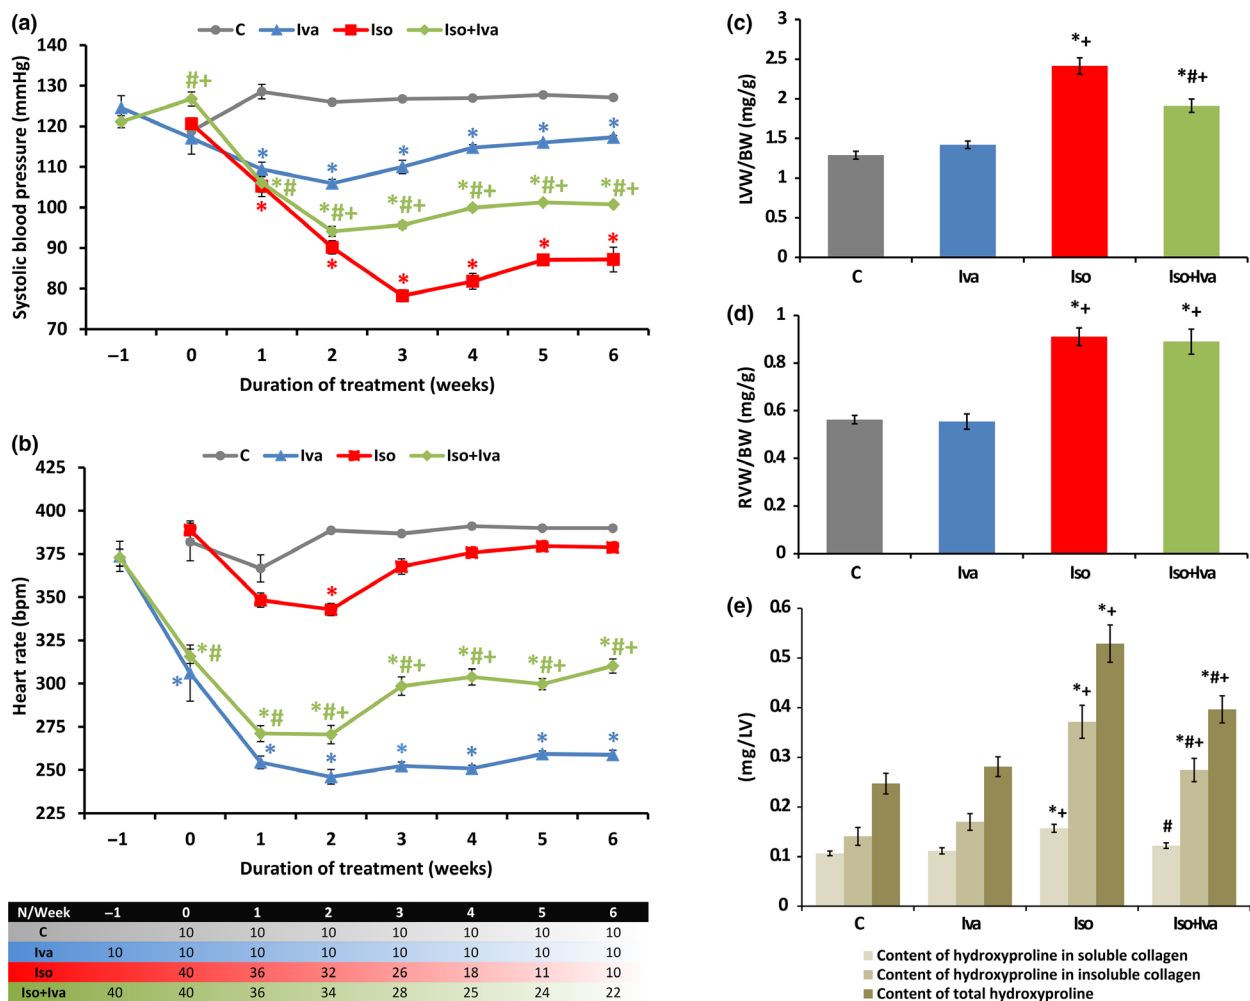 (a)
C Iva Iso Iso+Iva
Systolic blood pressure (mmHg)
140
130
120
110
100
90
80
70
#+
* * * * * *
*# *#+ *#+ *#+ *#+ *#+
* * * * * *
–1 0 1 2 3 4 5 6
Duration of treatment (weeks)
(b)
C Iva Iso Iso+Iva
Heart rate (bpm)
425
400
375
350
325
300
275
250
225
*
*# *# *#+ *#+ *#+ *#+ *#+
* * * * * * *
–1 0 1 2 3 4 5 6
Duration of treatment (weeks)
N/Week –1 0 1 2 3 4 5 6
C 10 10 10 10 10 10 10
Iva 10 10 10 10 10 10 10 10
Iso 40 36 32 26 18 11 10
Iso+Iva 40 40 36 34 28 25 24 22
(c)
LVW/BW (mg/g)
3
2.5
2
1.5
1
0.5
0
*+
*#+
C Iva Iso Iso+Iva
(d)
RVW/BW (mg/g)
1
0.8
0.6
0.4
0.2
0
*+
*+
C Iva Iso Iso+Iva
(e)
(mg/LV)
0.6
0.5
0.4
0.3
0.2
0.1
0
*+ *+ *+
# *#+ *#+
C Iva Iso Iso+Iva
Content of hydroxyproline in soluble collagen
Content of hydroxyproline in insoluble collagen
Content of total hydroxyproline